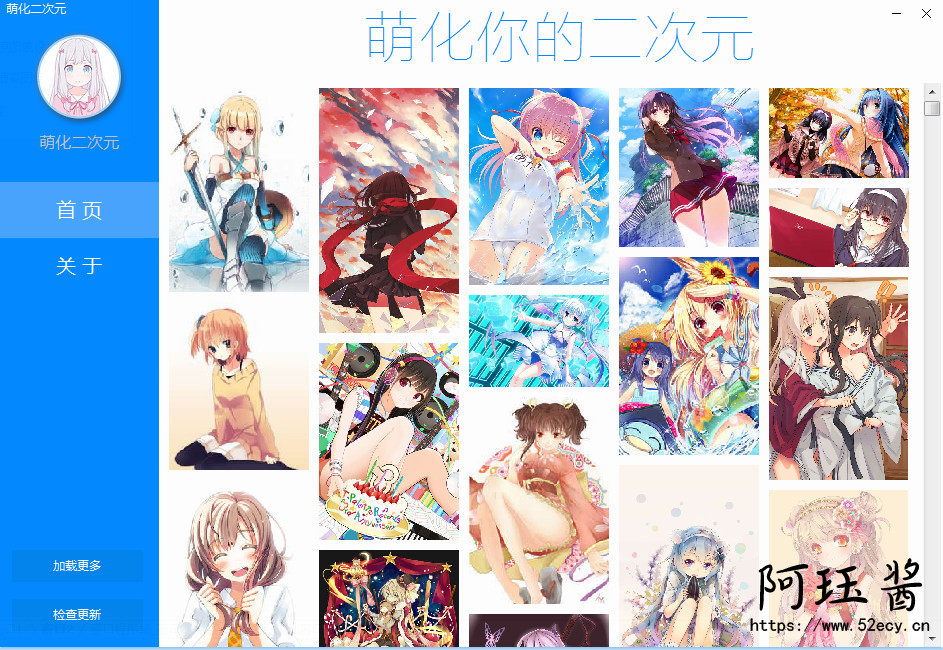 萌化二次元
萌化你的二次元
萌化二次元
首页
关于
加载更多
检查更新
阿珏酱
https://www.52ecy.cn